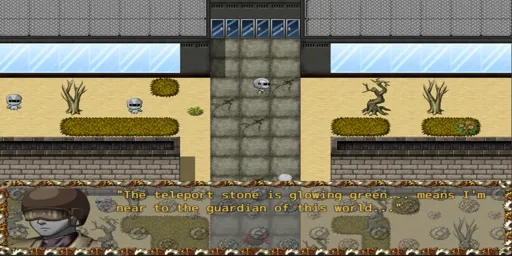 "The teleport stone is glowing green... means I'm
near to the guardian of this world..."